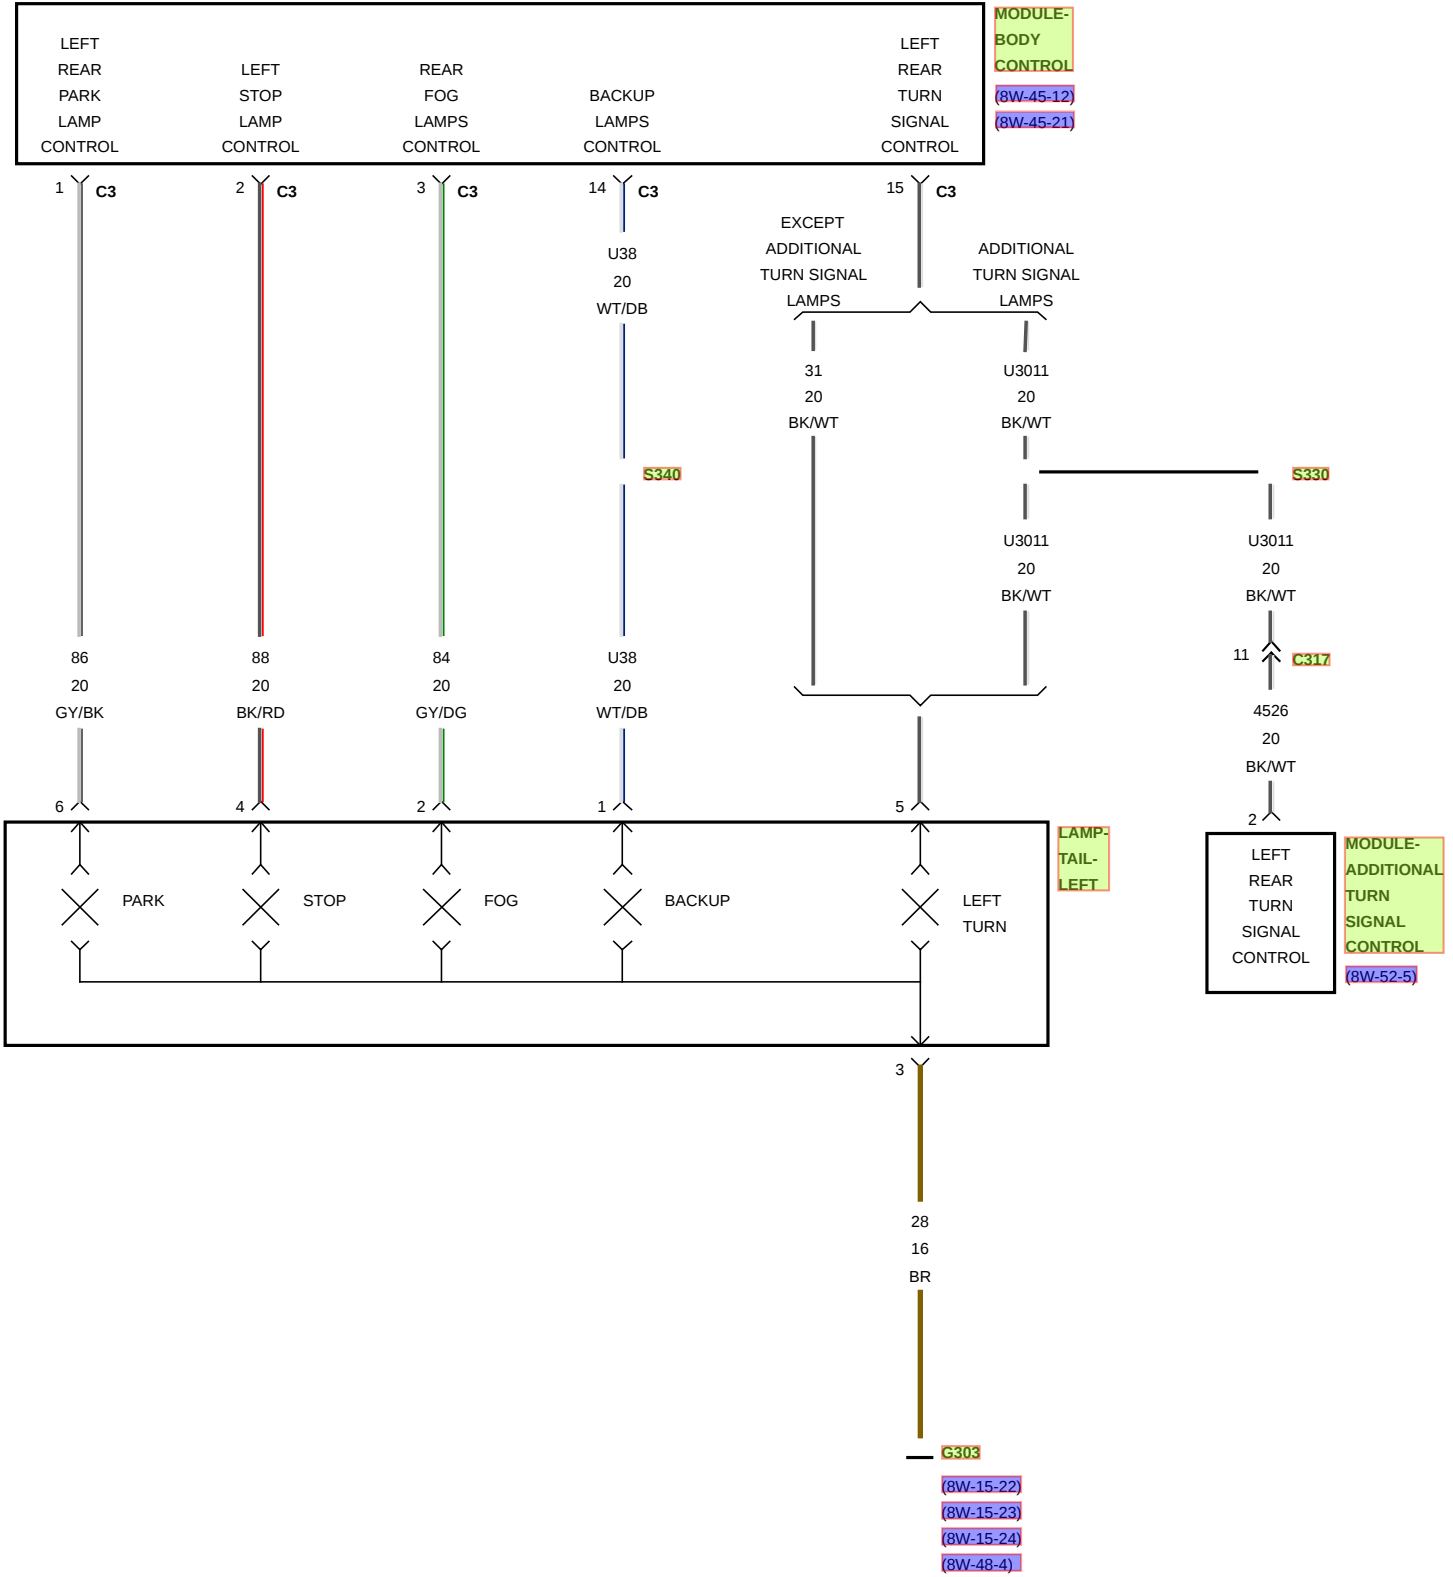 LEFT
REAR
PARK
LAMP
CONTROL
LEFT
STOP
LAMP
CONTROL
REAR
FOG
LAMPS
CONTROL
BACKUP
LAMPS
CONTROL
LEFT
REAR
TURN
SIGNAL
CONTROL
MODULE-
BODY
CONTROL
(8W-45-12)
(8W-45-21)
1 C3
2 C3
3 C3
14 C3
15 C3
U38
20
WT/DB
EXCEPT
ADDITIONAL
TURN SIGNAL
LAMPS
ADDITIONAL
TURN SIGNAL
LAMPS
31
20
BK/WT
U3011
20
BK/WT
S340
S330
U3011
20
BK/WT
U3011
20
BK/WT
11 C317
86
20
GY/BK
88
20
BK/RD
84
20
GY/DG
U38
20
WT/DB
4526
20
BK/WT
6
4
2
1
5
2
LAMP-
TAIL-
LEFT
PARK
STOP
FOG
BACKUP
LEFT
TURN
LEFT
REAR
TURN
SIGNAL
CONTROL
MODULE-
ADDITIONAL
TURN
SIGNAL
CONTROL
(8W-52-5)
3
28
16
BR
G303
(8W-15-22)
(8W-15-23)
(8W-15-24)
(8W-48-4)